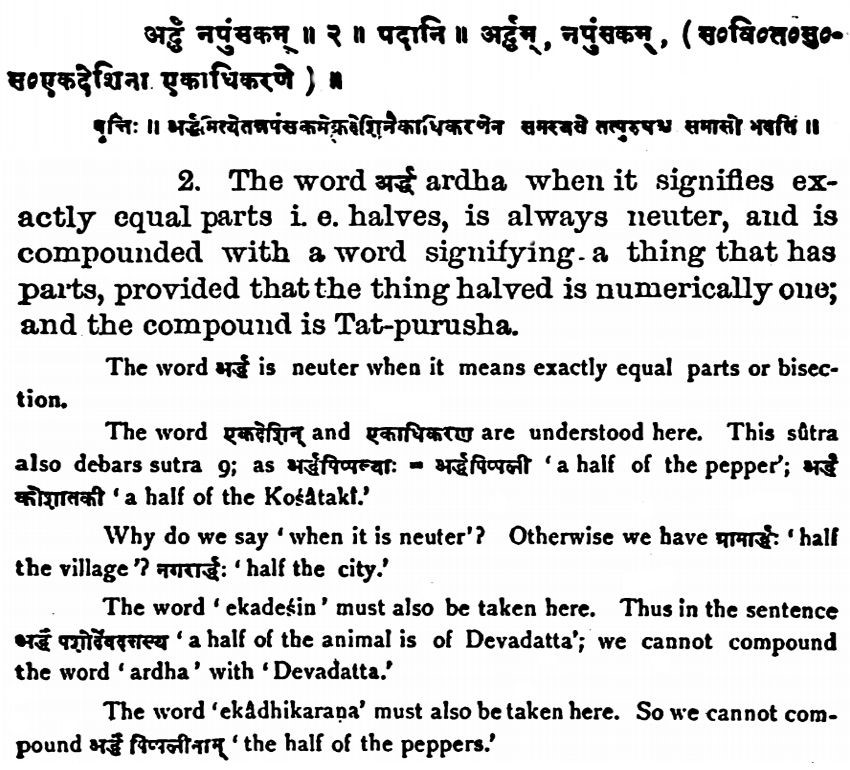 अर्द्धं नपुंसकम् ॥ २ ॥ पदानि ॥ अर्द्धम्, नपुंसकम्, ( स०वि०त०सु०-
स०एकदेशिना एकाधिकरणे ) ॥
वृत्तिः ॥ अर्द्धमित्येतन्नपंसकमेकदेशिनैकाधिकरणेन समस्यते तत्पुरुषश्च समासो भवति ॥
2. The word अर्द्ध ardha when it signifies ex-
actly equal parts i. e. halves, is always neuter, and is
compounded with a word signifying a thing that has
parts, provided that the thing halved is numerically one;
and the compound is Tat-purusha.
The word अर्द्ध is neuter when it means exactly equal parts or bisec-
tion.
The word एकदेशिन् and एकाधिकरण are understood here. This sûtra
also debars sutra 9; as अर्द्धपिप्पल्याः = अर्द्धपिप्पली 'a half of the pepper'; अर्द्ध
कोशातकी 'a half of the Kośâtakî.'
Why do we say 'when it is neuter'? Otherwise we have ग्रामार्द्धः 'half
the village'? नगरार्द्धः 'half the city.'
The word 'ekadeśin' must also be taken here. Thus in the sentence
अर्द्धं पशोर्देवदत्तस्य 'a half of the animal is of Devadatta'; we cannot compound
the word 'ardha' with 'Devadatta.'
The word 'ekâdhikaraṇa' must also be taken here. So we cannot com-
pound अर्द्धं पिप्पलीनाम् 'the half of the peppers.'